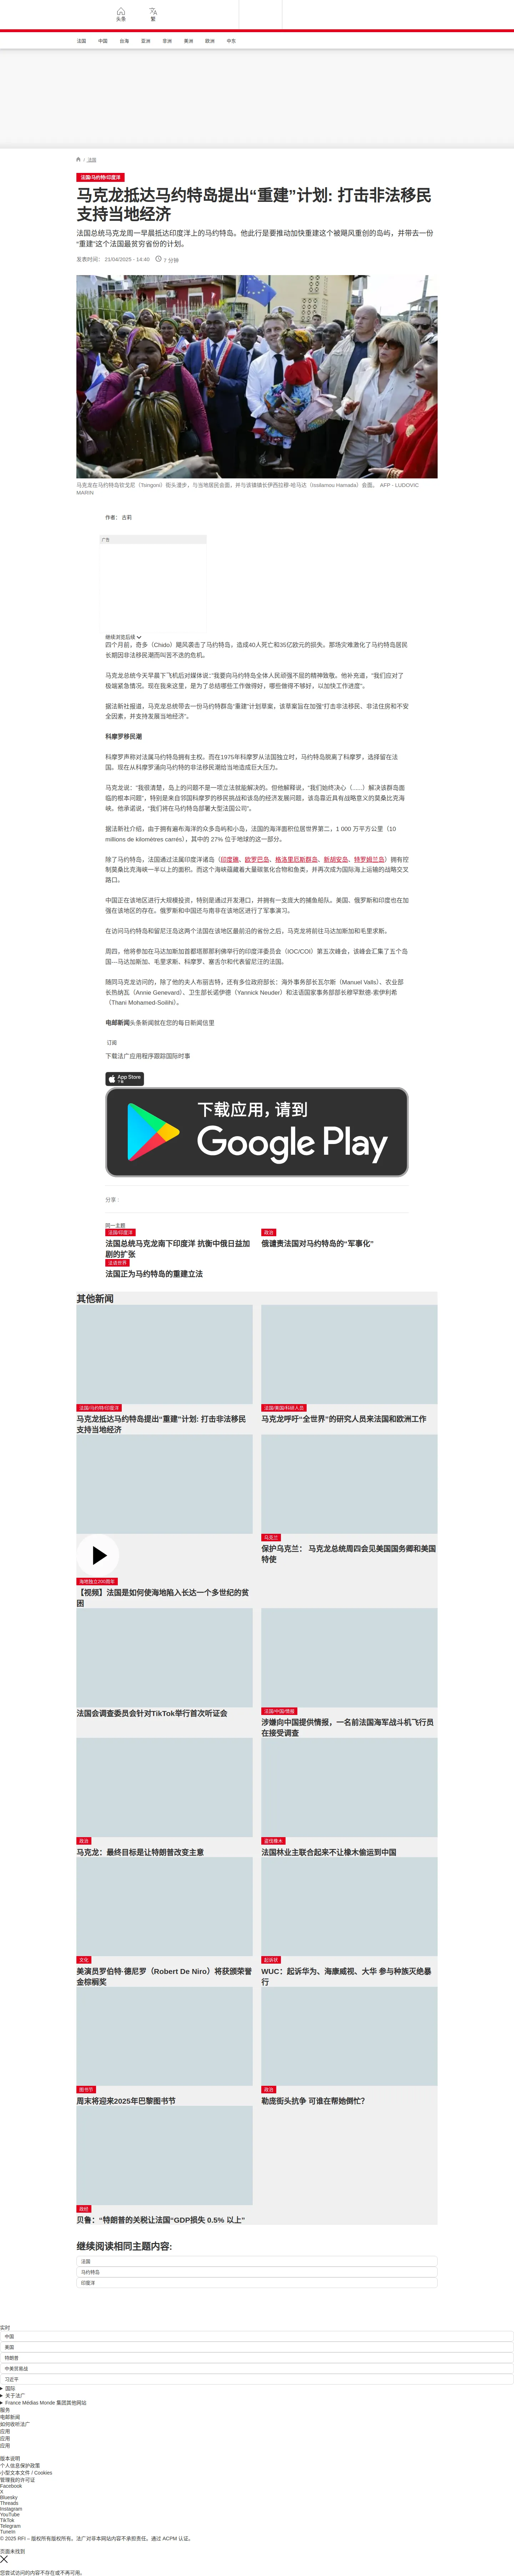 头条
繁
法国
中国
台海
亚洲
非洲
美洲
欧洲
中东
/ 法国
法国/马约特/印度洋
马克龙抵达马约特岛提出“重建”计划: 打击非法移民
支持当地经济
法国总统马克龙周一早晨抵达印度洋上的马约特岛。他此行是要推动加快重建这个被飓风重创的岛屿，并带去一份
“重建”这个法国最贫穷省份的计划。
发表时间： 21/04/2025 - 14:40
7 分钟
马克龙在马约特岛钦戈尼（Tsingoni）街头漫步，与当地居民会面，并与该镇镇长伊西拉穆·哈马达（Issilamou Hamada）会面。 AFP - LUDOVIC
MARIN
作者： 古莉
广告
继续浏览后续
四个月前，奇多（Chido）飓风袭击了马约特岛，造成40人死亡和35亿欧元的损失。那场灾难激化了马约特岛居民
长期因非法移民潮而叫苦不迭的危机。
马克龙总统今天早晨下飞机后对媒体说：“我要向马约特岛全体人民顽强不屈的精神致敬。他补充道，“我们应对了
极端紧急情况。现在我来这里，是为了总结哪些工作做得好，哪些做得不够好，以加快工作进度”。
据法新社报道，马克龙总统带去一份马约特群岛“重建”计划草案，该草案旨在加强“打击非法移民、非法住房和不安
全因素，并支持发展当地经济”。
科摩罗移民潮
科摩罗声称对法属马约特岛拥有主权。而在1975年科摩罗从法国独立时，马约特岛脱离了科摩罗，选择留在法
国。现在从科摩罗涌向马约特的非法移民潮给当地造成巨大压力。
马克龙说：“我很清楚，岛上的问题不是一项立法就能解决的。但他解释说，“我们始终决心（......）解决该群岛面
临的根本问题”，特别是来自邻国科摩罗的移民挑战和该岛的经济发展问题，该岛靠近具有战略意义的莫桑比克海
峡。他承诺说，“我们将在马约特岛部署大型法国公司”。
据法新社介绍，由于拥有遍布海洋的众多岛屿和小岛，法国的海洋面积位居世界第二，1 000 万平方公里（10
millions de kilomètres carrés），其中的 27% 位于地球的这一部分。
除了马约特岛，法国通过法属印度洋诸岛（印度礁、欧罗巴岛、格洛里厄斯群岛、新胡安岛、特罗姆兰岛）拥有控
制莫桑比克海峡一半以上的面积。而这个海峡蕴藏着大量碳氢化合物和鱼类，并再次成为国际海上运输的战略交叉
路口。
中国正在该地区进行大规模投资，特别是通过开发港口，并拥有一支庞大的捕鱼船队。美国、俄罗斯和印度也在加
强在该地区的存在。俄罗斯和中国还与南非在该地区进行了军事演习。
在访问马约特岛和留尼汪岛这两个法国在该地区最前沿的省份之后，马克龙将前往马达加斯加和毛里求斯。
周四，他将参加在马达加斯加首都塔那那利佛举行的印度洋委员会（IOC/COI）第五次峰会，该峰会汇集了五个岛
国---马达加斯加、毛里求斯、科摩罗、塞舌尔和代表留尼汪的法国。
随同马克龙访问的，除了他的夫人布丽吉特，还有多位政府部长：海外事务部长瓦尔斯（Manuel Valls）、农业部
长热纳瓦（Annie Genevard）、卫生部长诺伊德（Yannick Neuder）和法语国家事务部部长穆罕默德-索伊利希
（Thani Mohamed-Soilihi）。
电邮新闻头条新闻就在您的每日新闻信里
订阅
下载法广应用程序跟踪国际时事
App Store
下载
下载应用，请到
Google Play
分享 :
同一主题
法国/印度洋
法国总统马克龙南下印度洋 抗衡中俄日益加
剧的扩张
政治
俄谴责法国对马约特岛的“军事化”
法语世界
法国正为马约特岛的重建立法
其他新闻
法国/马约特/印度洋
马克龙抵达马约特岛提出“重建”计划: 打击非法移民
支持当地经济
法国/美国/科研人员
马克龙呼吁“全世界”的研究人员来法国和欧洲工作
海地独立200周年
【视频】法国是如何使海地陷入长达一个多世纪的贫
困
乌克兰
保护乌克兰： 马克龙总统周四会见美国国务卿和美国
特使
法国会调查委员会针对TikTok举行首次听证会
法国/中国/情报
涉嫌向中国提供情报，一名前法国海军战斗机飞行员
在接受调查
政治
马克龙：最终目标是让特朗普改变主意
盗伐橡木
法国林业主联合起来不让橡木偷运到中国
文化
美演员罗伯特·德尼罗（Robert De Niro）将获颁荣誉
金棕榈奖
起诉状
WUC：起诉华为、海康威视、大华 参与种族灭绝暴
行
图书节
周末将迎来2025年巴黎图书节
政治
勒庞街头抗争 可谁在帮她倒忙？
政经
贝鲁：“特朗普的关税让法国“GDP损失 0.5% 以上”
继续阅读相同主题内容:
法国
马约特岛
印度洋
实时
中国
美国
特朗普
中美贸易战
习近平
国际
关于法广
France Médias Monde 集团其他网站
服务
电邮新闻
如何收听法广
应用
应用
应用
版本说明
个人信息保护政策
小型文本文件 / Cookies
管理我的许可证
Facebook
X
Bluesky
Threads
Instagram
YouTube
TikTok
Telegram
TuneIn
© 2025 RFI – 版权所有版权所有。法广对非本网站内容不承担责任。通过 ACPM 认证。
页面未找到
您尝试访问的内容不存在或不再可用。